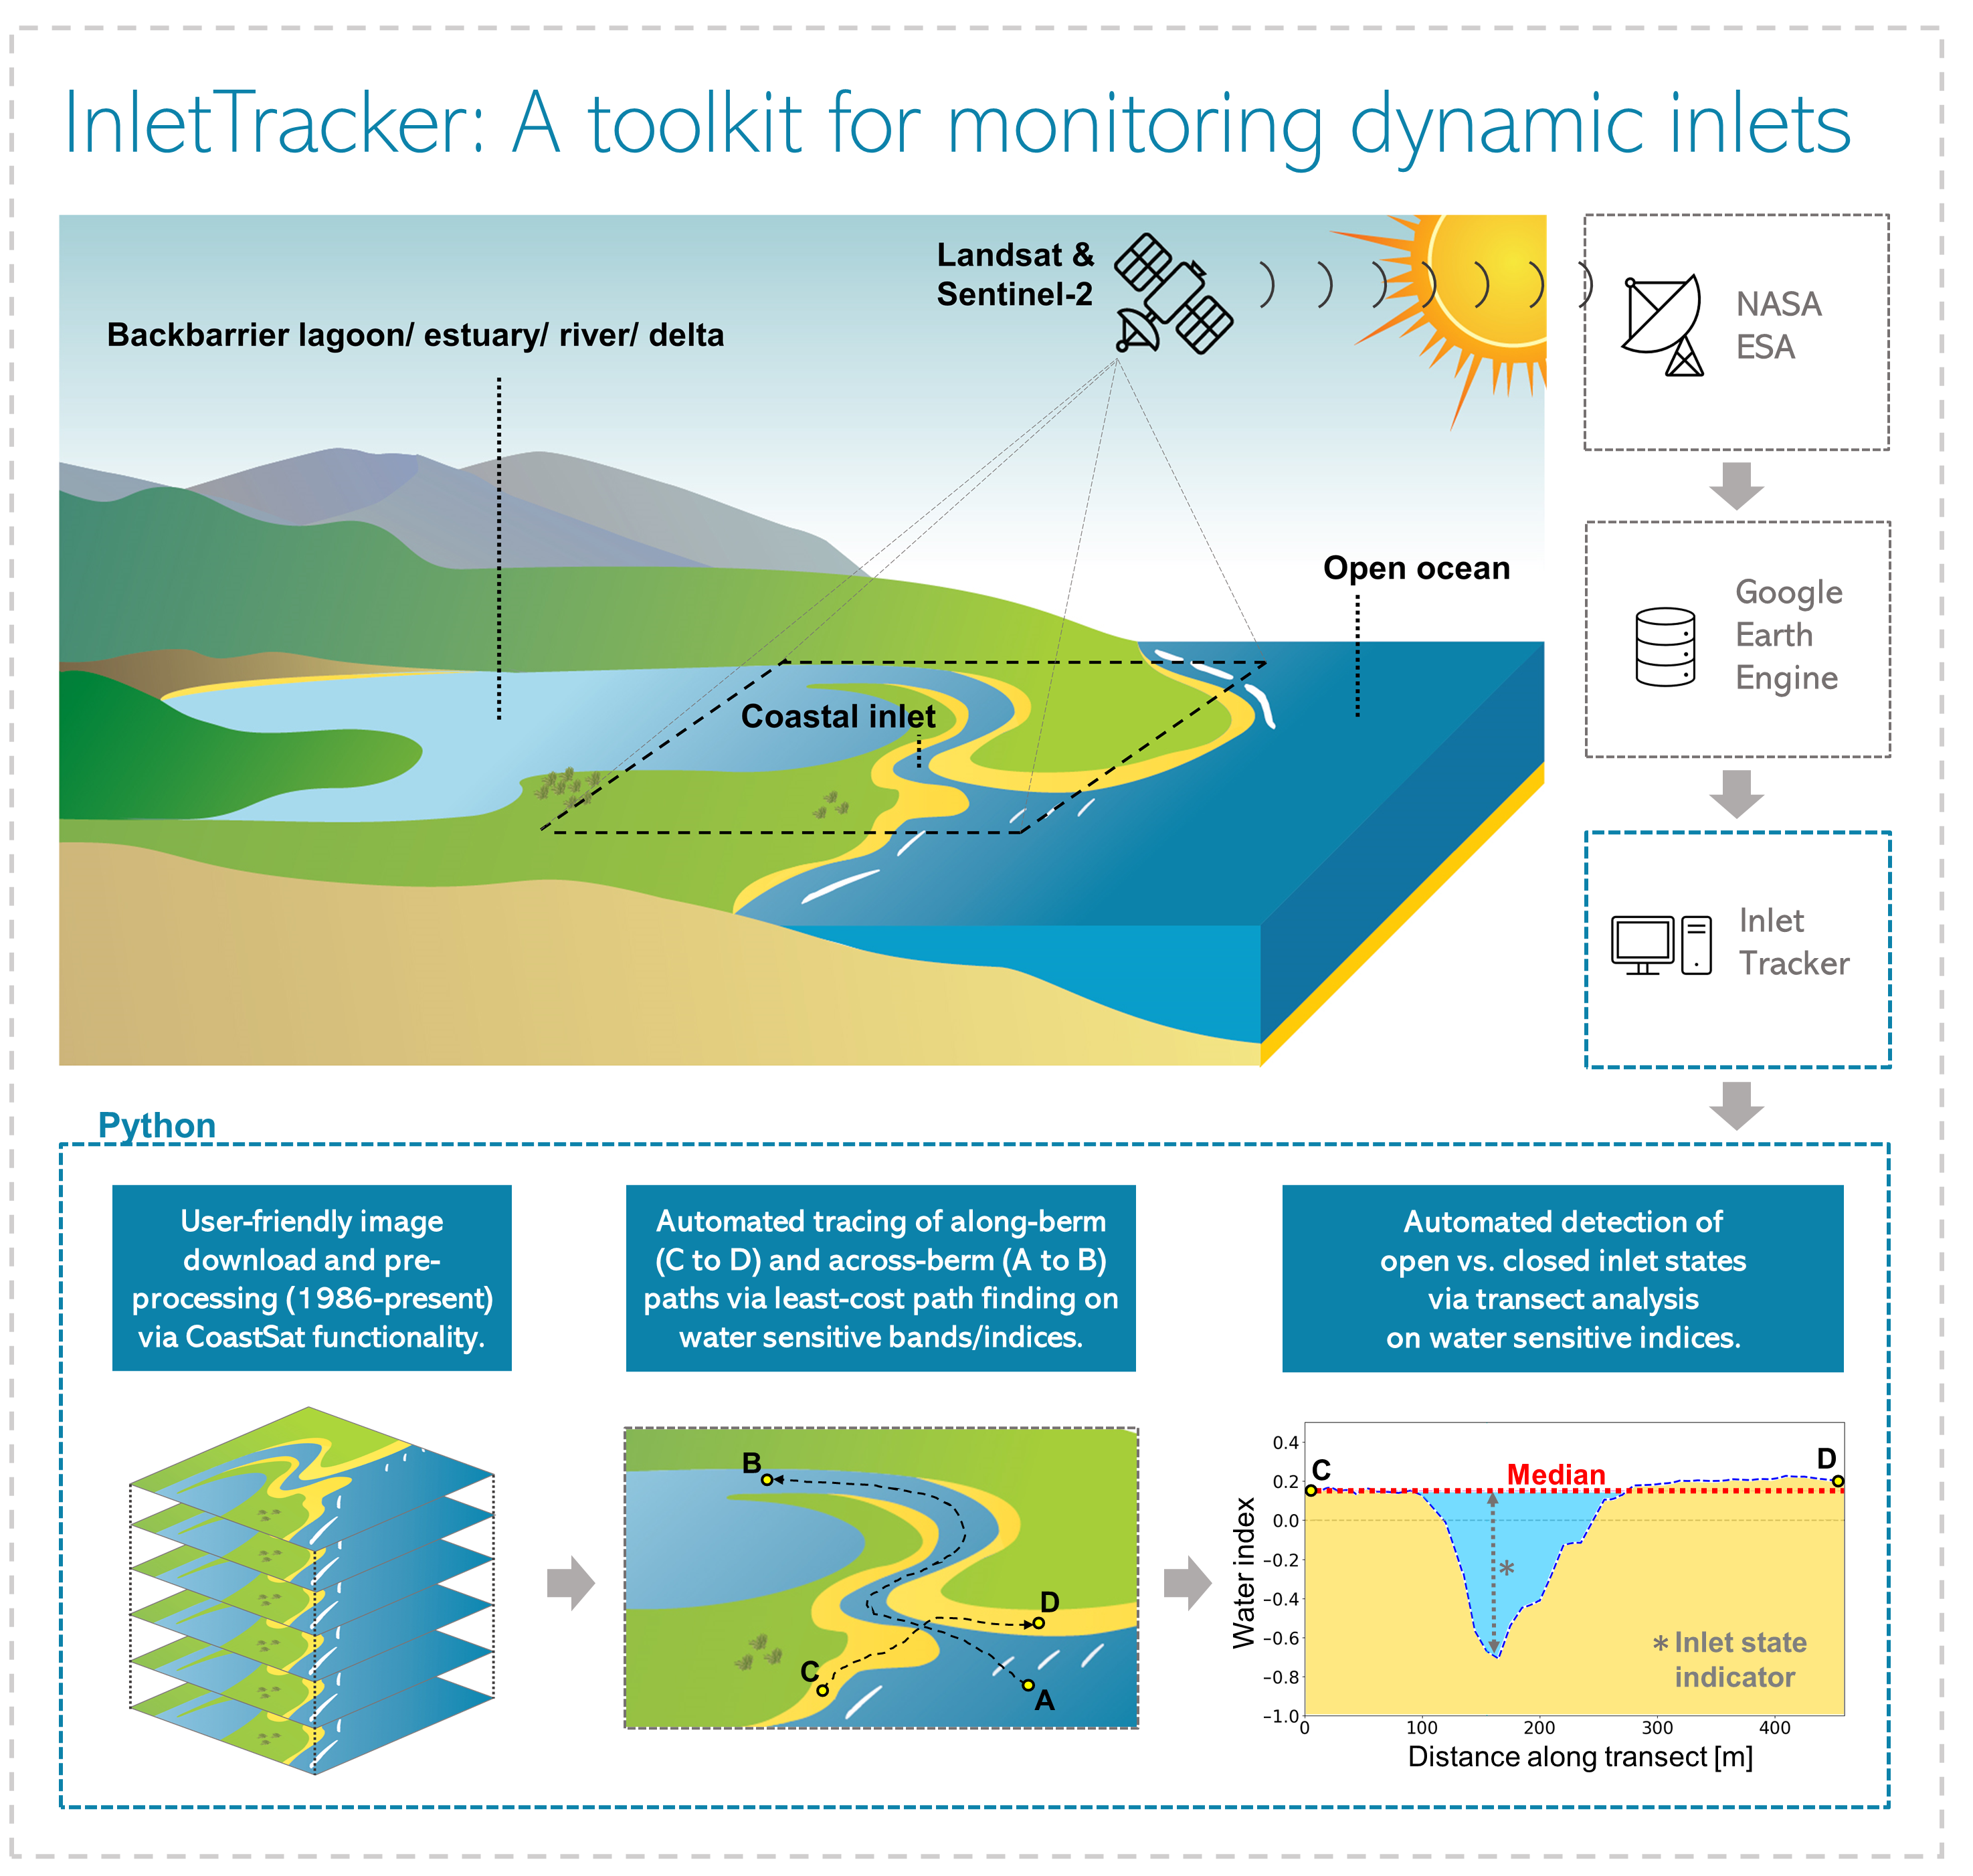 InletTracker: A toolkit for monitoring dynamic inlets
Landsat &
Sentinel-2
Backbarrier lagoon/ estuary/ river/ delta
Open ocean
Coastal inlet
NASA
ESA
Google
Earth
Engine
Inlet
Tracker
Python
User-friendly image
download and pre-
processing (1986-present)
via CoastSat functionality.
Automated tracing of along-berm
(C to D) and across-berm (A to B)
paths via least-cost path finding on
water sensitive bands/indices.
Automated detection of
open vs. closed inlet states
via transect analysis
on water sensitive indices.
B
D
C
A
Water index
0.4
0.2
0.0
−0.2
−0.4
−0.6
−0.8
−1.0
C
Median
D
*
* Inlet state
indicator
0 100 200 300 400
Distance along transect [m]